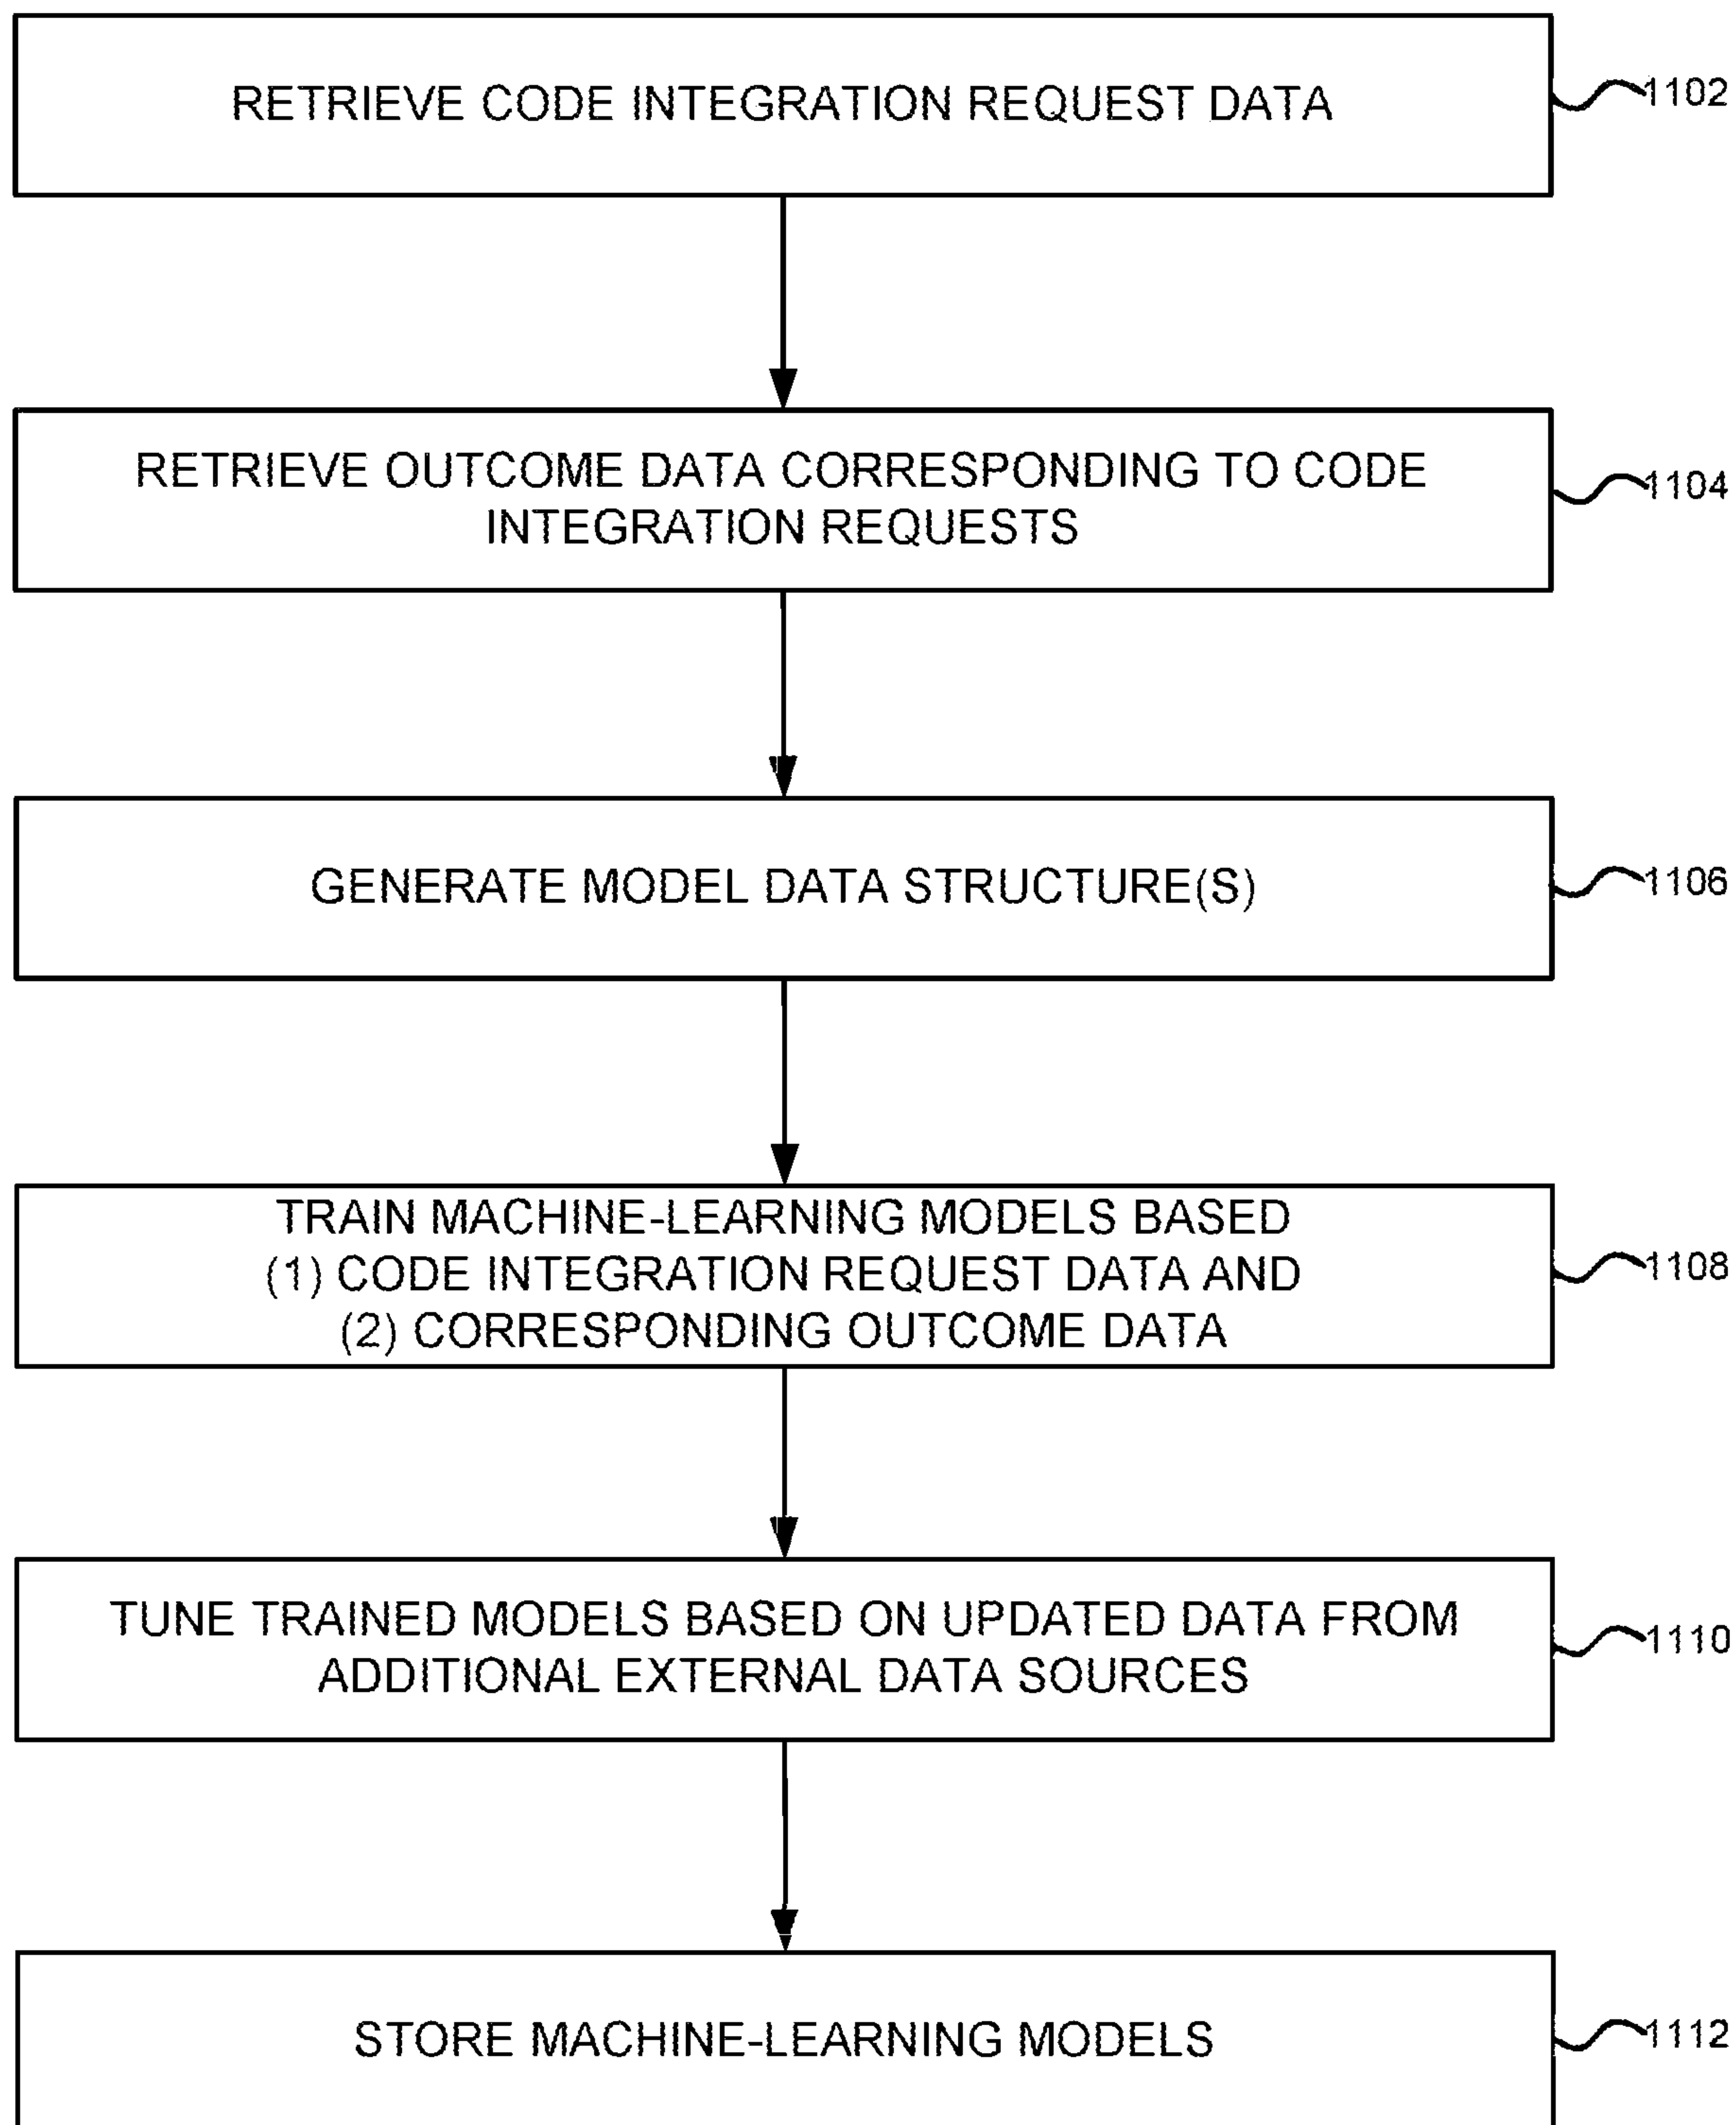 RETRIEVE CODE INTEGRATION REQUEST DATA
1102
RETRIEVE OUTCOME DATA CORRESPONDING TO CODE
INTEGRATION REQUESTS
1104
GENERATE MODEL DATA STRUCTURE(S)
1106
TRAIN MACHINE-LEARNING MODELS BASED
(1) CODE INTEGRATION REQUEST DATA AND
(2) CORRESPONDING OUTCOME DATA
1108
TUNE TRAINED MODELS BASED ON UPDATED DATA FROM
ADDITIONAL EXTERNAL DATA SOURCES
1110
STORE MACHINE-LEARNING MODELS
1112